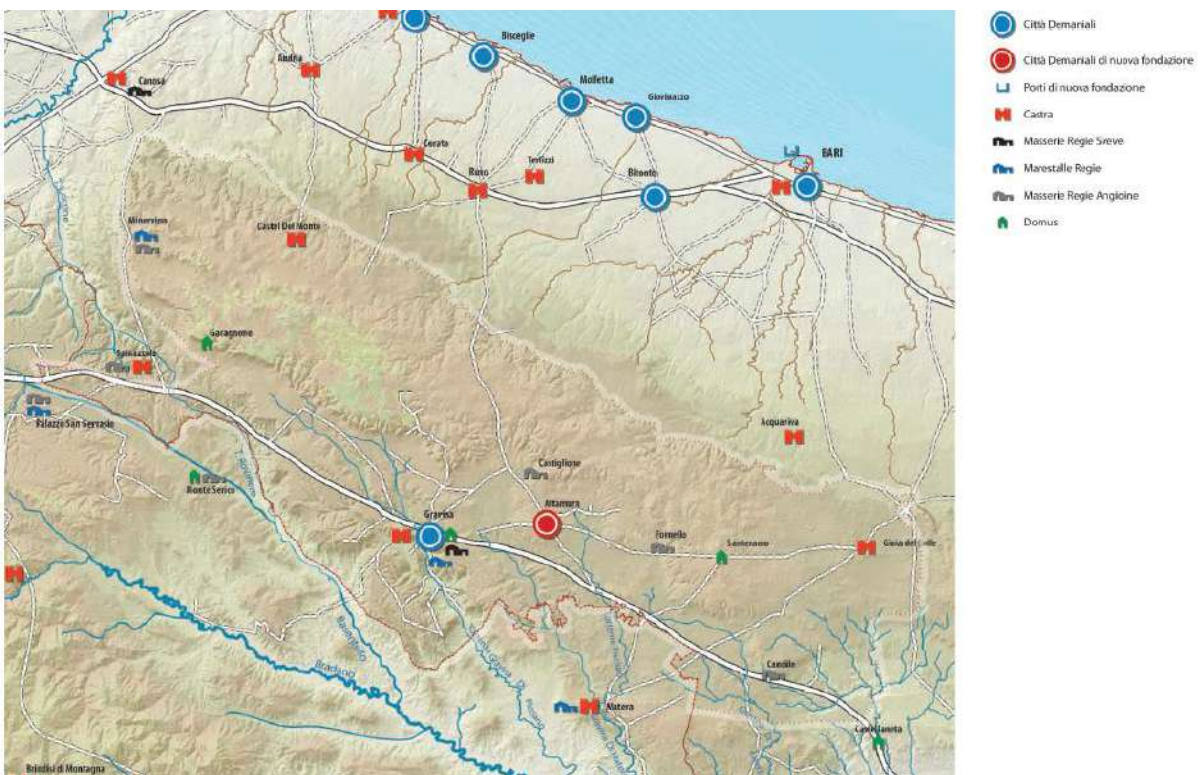 Bisceglie
Andria
Molfetta
Canosa
Giovinazzo
BARI
Corato
Terlizzi
Ruvo
Bitonto
Minervino
Castel Del Monte
Garagnone
Spinazzola
Palazzo San Gervasio
Acquaviva
Castiglione
Monte Serico
Altamura
Gravina
Fornello
Santeramo
Gioia del Colle
Basentello
Bradano
Candile
Matera
Castellaneta
Brindisi di Montagna
Città Demaniali
Città Demaniali di nuova fondazione
Porti di nuova fondazione
Castra
Masserie Regie Sveve
Marestalle Regie
Masserie Regie Angioine
Domus